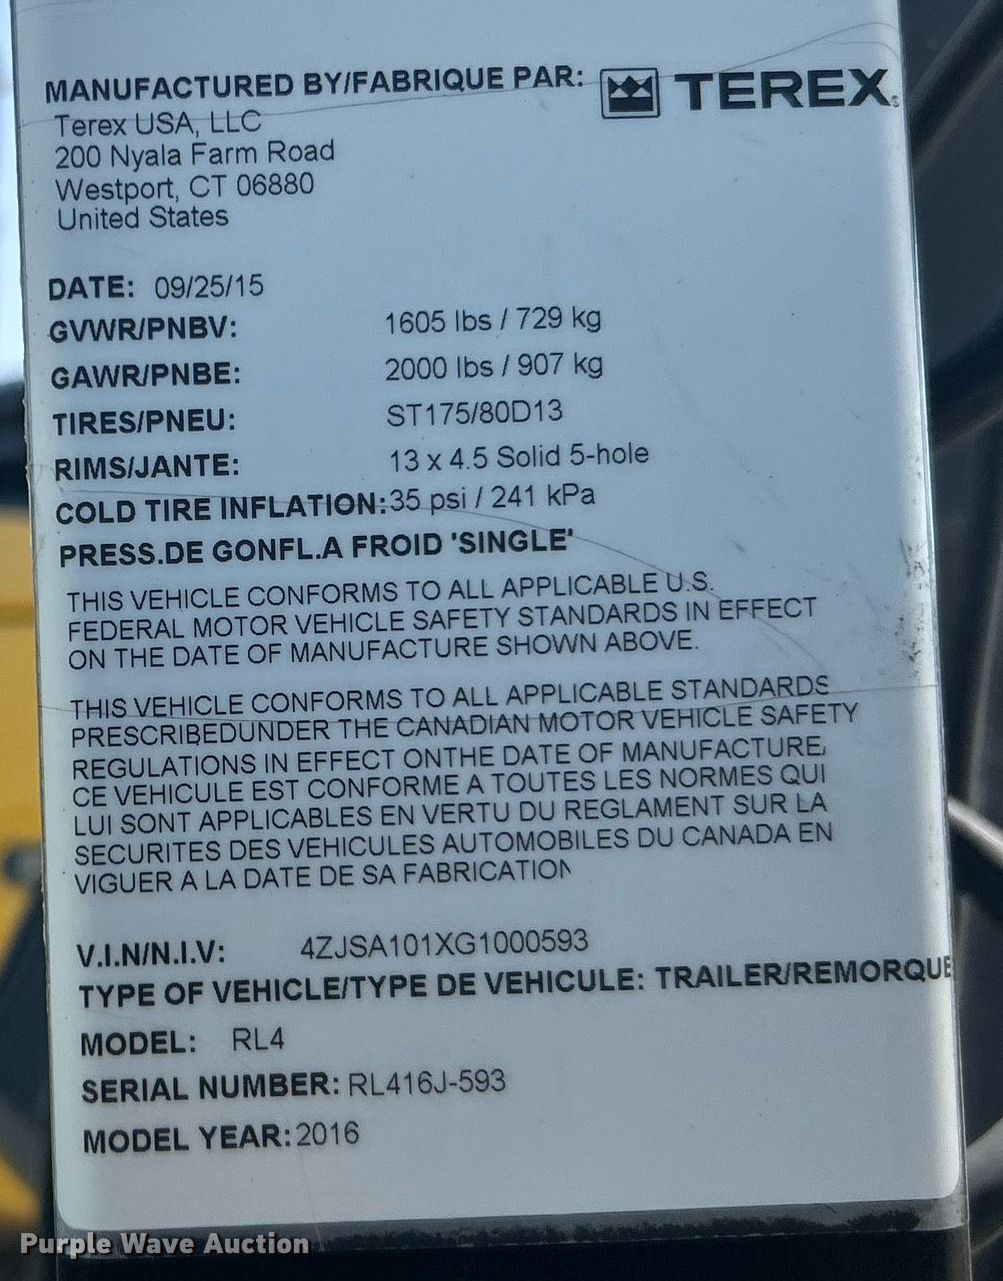 MANUFACTURED BY/FABRIQUE PAR: TEREX
Terex USA, LLC
200 Nyala Farm Road
Westport, CT 06880
United States
DATE: 09/25/15
GVWR/PNBV: 1605 lbs / 729 kg
GAWR/PNBE: 2000 lbs / 907 kg
TIRES/PNEU: ST175/80D13
RIMS/JANTE: 13 x 4.5 Solid 5-hole
COLD TIRE INFLATION: 35 psi / 241 kPa
PRESS.DE GONFL.A FROID 'SINGLE'
THIS VEHICLE CONFORMS TO ALL APPLICABLE U.S.
FEDERAL MOTOR VEHICLE SAFETY STANDARDS IN EFFECT
ON THE DATE OF MANUFACTURE SHOWN ABOVE.
THIS VEHICLE CONFORMS TO ALL APPLICABLE STANDARDS
PRESCRIBEDUNDER THE CANADIAN MOTOR VEHICLE SAFETY
REGULATIONS IN EFFECT ONTHE DATE OF MANUFACTURE,
CE VEHICULE EST CONFORME A TOUTES LES NORMES QUI
LUI SONT APPLICABLES EN VERTU DU REGLAMENT SUR LA
SECURITES DES VEHICULES AUTOMOBILES DU CANADA EN
VIGUER A LA DATE DE SA FABRICATION
V.I.N/N.I.V: 4ZJSA101XG1000593
TYPE OF VEHICLE/TYPE DE VEHICULE: TRAILER/REMORQUE
MODEL: RL4
SERIAL NUMBER: RL416J-593
MODEL YEAR: 2016
Purple Wave Auction